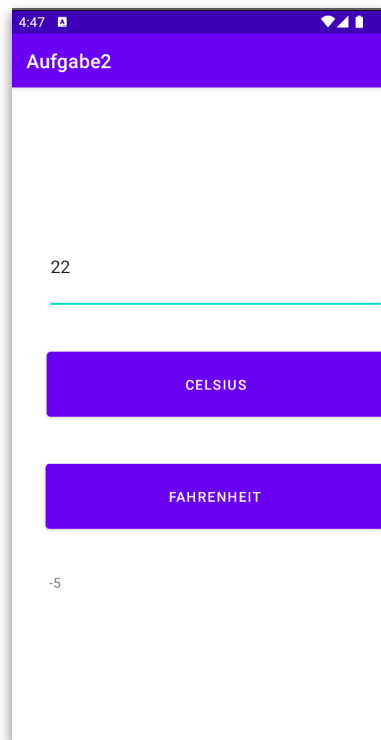 4:47 A
Aufgabe2
22
CELSIUS
FAHRENHEIT
-5